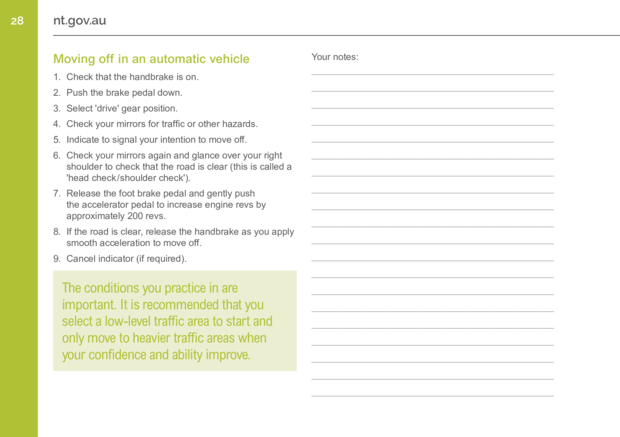 28
nt.gov.au
Moving off in an automatic vehicle
1. Check that the handbrake is on.
2. Push the brake pedal down.
3. Select 'drive' gear position.
4. Check your mirrors for traffic or other hazards.
5. Indicate to signal your intention to move off.
6. Check your mirrors again and glance over your right
shoulder to check that the road is clear (this is called a
'head check/shoulder check').
7. Release the foot brake pedal and gently push
the accelerator pedal to increase engine revs by
approximately 200 revs.
8. If the road is clear, release the handbrake as you apply
smooth acceleration to move off.
9. Cancel indicator (if required).
The conditions you practice in are
important. It is recommended that you
select a low-level traffic area to start and
only move to heavier traffic areas when
your confidence and ability improve.
Your notes: